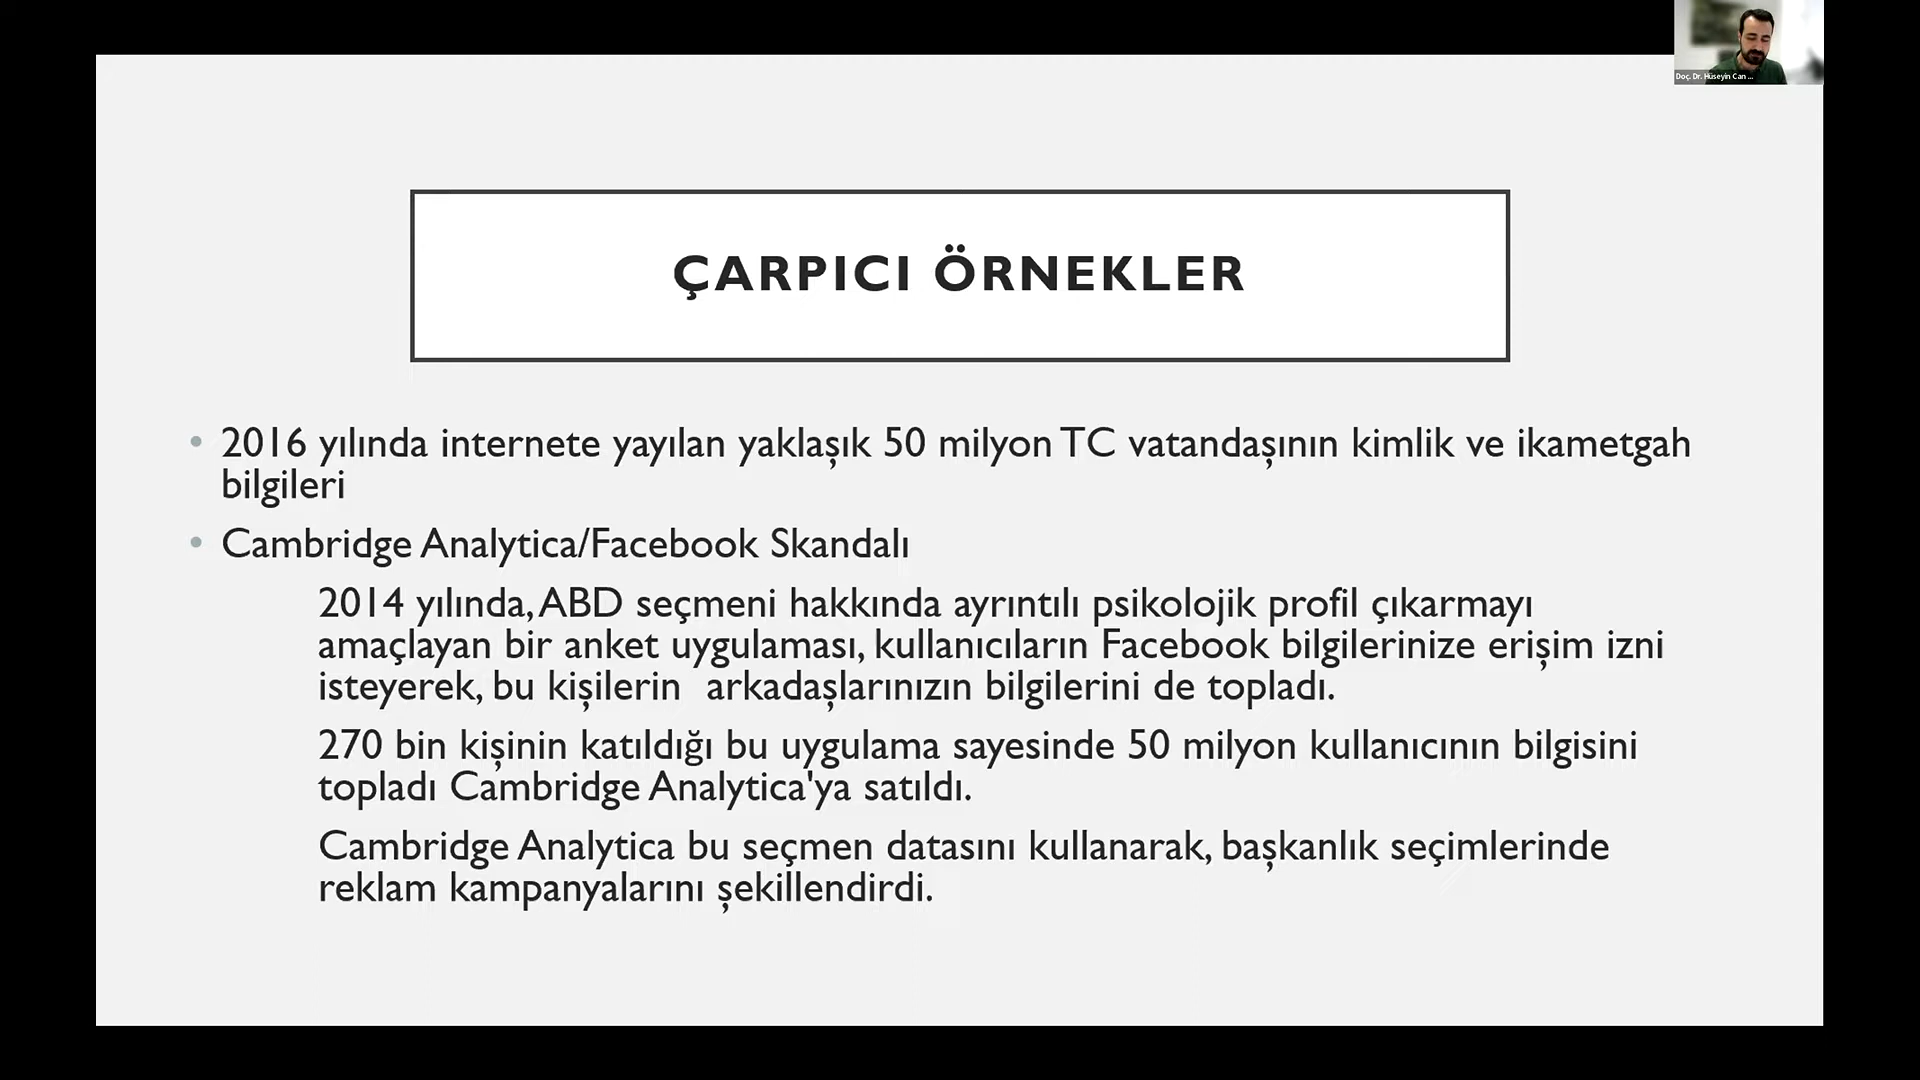 Doç. Dr. Hüseyin Can ...
ÇARPICI ÖRNEKLER
• 2016 yılında internete yayılan yaklaşık 50 milyon TC vatandaşının kimlik ve ikametgah
bilgileri
• Cambridge Analytica/Facebook Skandalı
2014 yılında, ABD seçmeni hakkında ayrıntılı psikolojik profil çıkarmayı
amaçlayan bir anket uygulaması, kullanıcıların Facebook bilgilerinize erişim izni
isteyerek, bu kişilerin arkadaşlarınızın bilgilerini de topladı.
270 bin kişinin katıldığı bu uygulama sayesinde 50 milyon kullanıcının bilgisini
topladı Cambridge Analytica'ya satıldı.
Cambridge Analytica bu seçmen datasını kullanarak, başkanlık seçimlerinde
reklam kampanyalarını şekillendirdi.